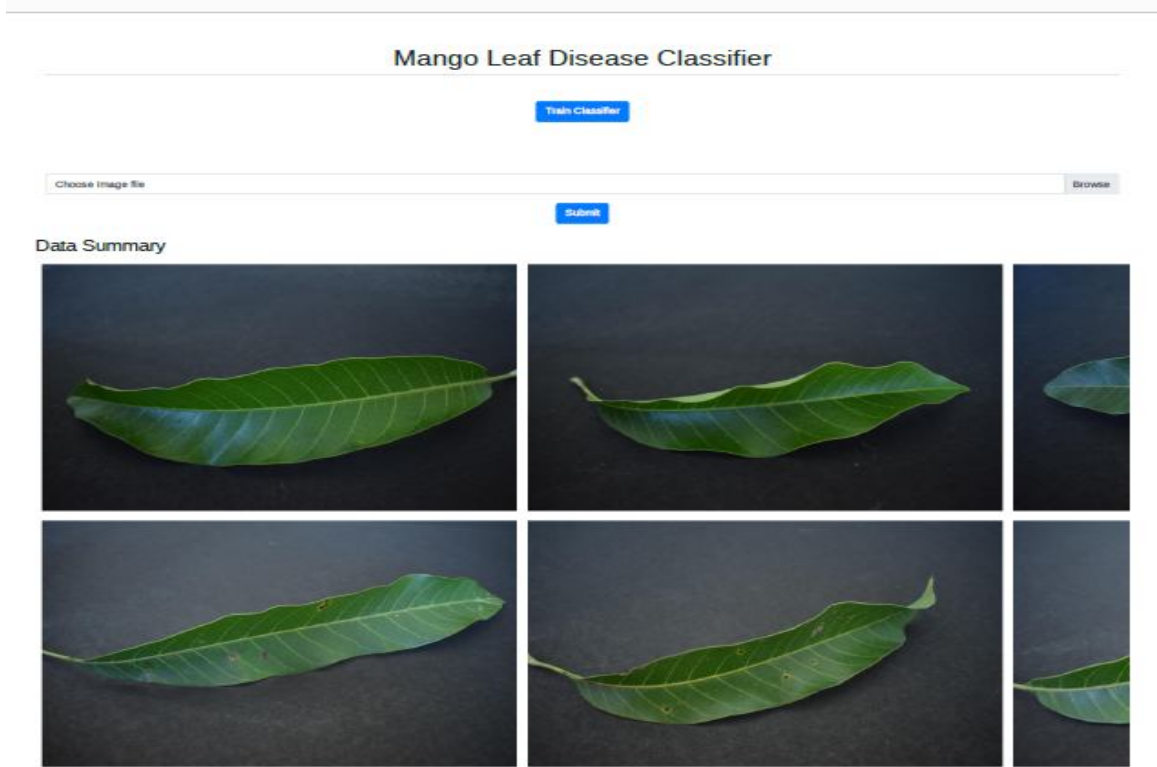 Mango Leaf Disease Classifier
Train Classifier
Choose Image file
Browse
Submit
Data Summary